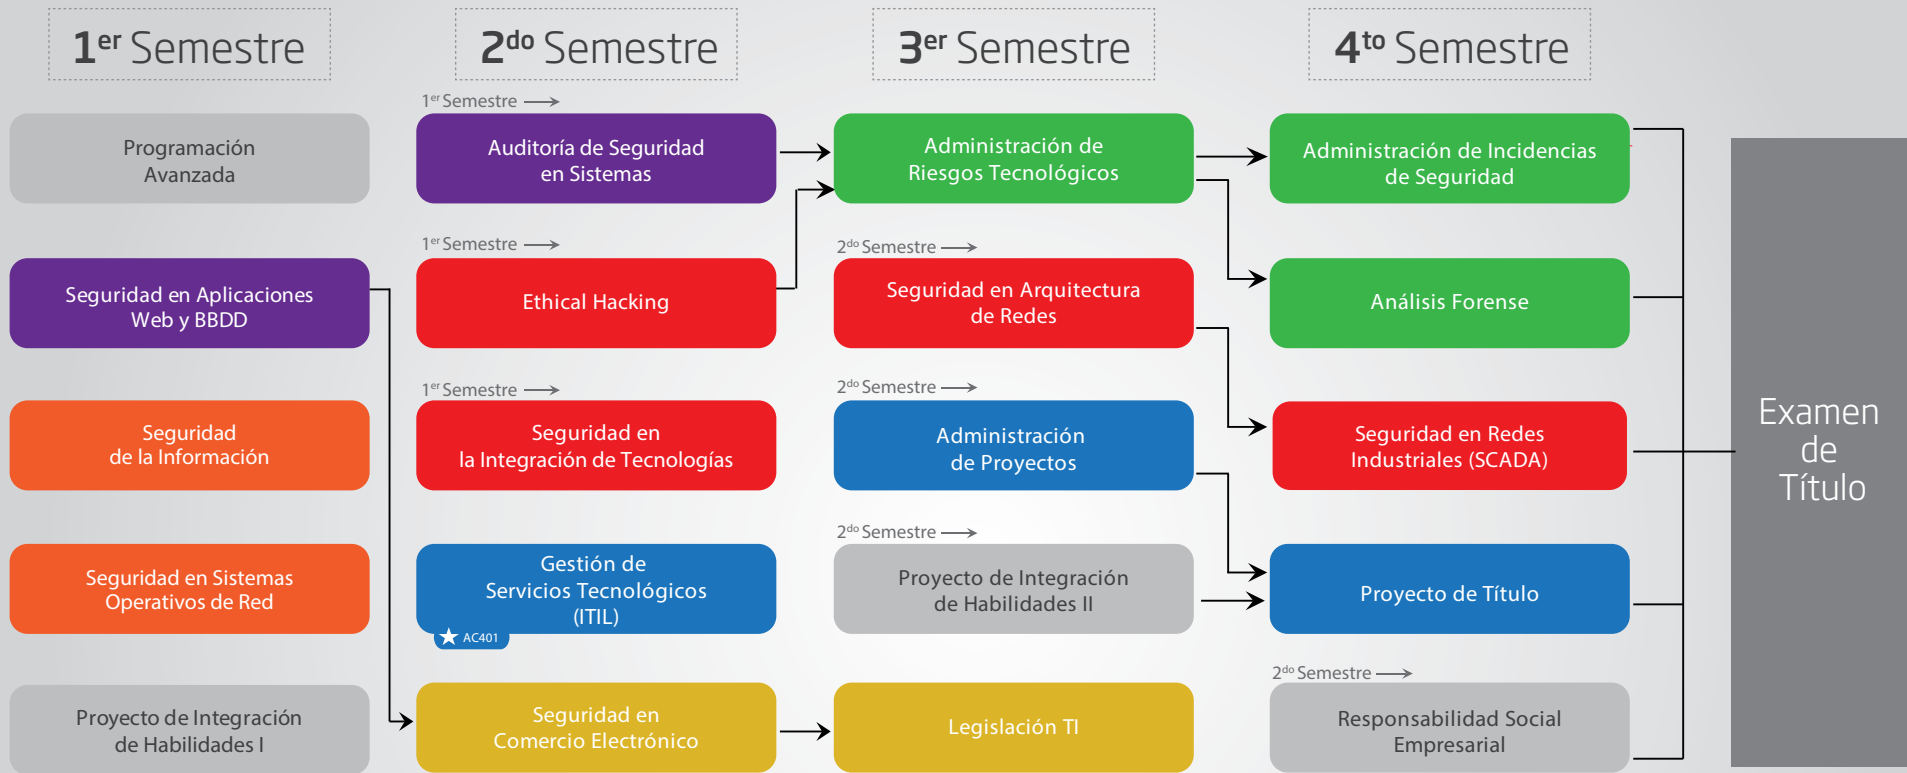 1er Semestre
2do Semestre
3er Semestre
4to Semestre
Programación
Avanzada
Seguridad en Aplicaciones
Web y BBDD
Seguridad
de la Información
Seguridad en Sistemas
Operativos de Red
Proyecto de Integración
de Habilidades I
1er Semestre
Auditoría de Seguridad
en Sistemas
1er Semestre
Ethical Hacking
1er Semestre
Seguridad en
la Integración de Tecnologías
Gestión de
Servicios Tecnológicos
(ITIL)
AC401
Seguridad en
Comercio Electrónico
Administración de
Riesgos Tecnológicos
2do Semestre
Seguridad en Arquitectura
de Redes
2do Semestre
Administración
de Proyectos
2do Semestre
Proyecto de Integración
de Habilidades II
Legislación TI
Administración de Incidencias
de Seguridad
Análisis Forense
Seguridad en Redes
Industriales (SCADA)
Proyecto de Título
2do Semestre
Responsabilidad Social
Empresarial
Examen
de
Título